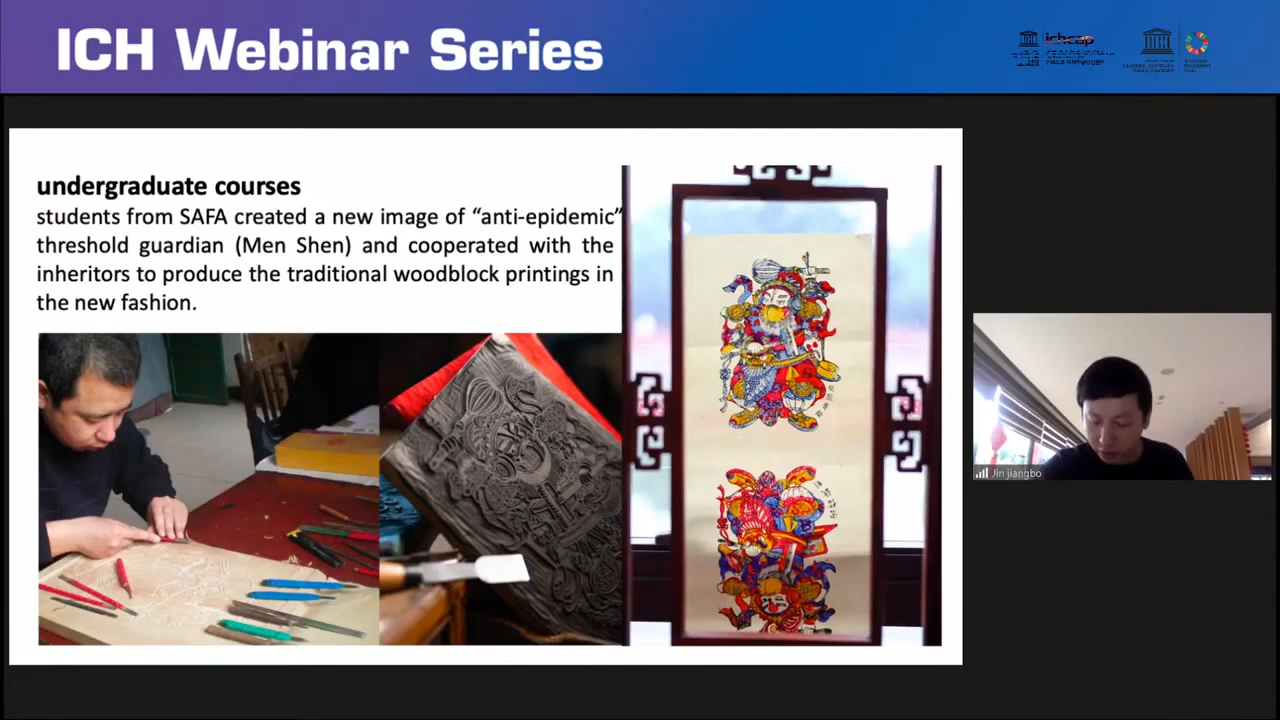 ICH Webinar Series
ichcap
undergraduate courses
students from SAFA created a new image of “anti-epidemic”
threshold guardian (Men Shen) and cooperated with the
inheritors to produce the traditional woodblock printings in
the new fashion.
Jin jiangbo